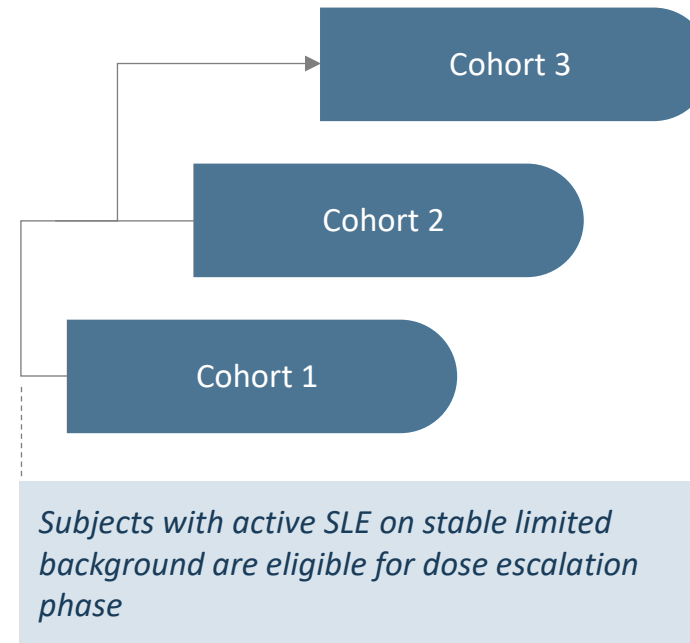 Cohort 3
Cohort 2
Cohort 1
Subjects with active SLE on stable limited
background are eligible for dose escalation
phase